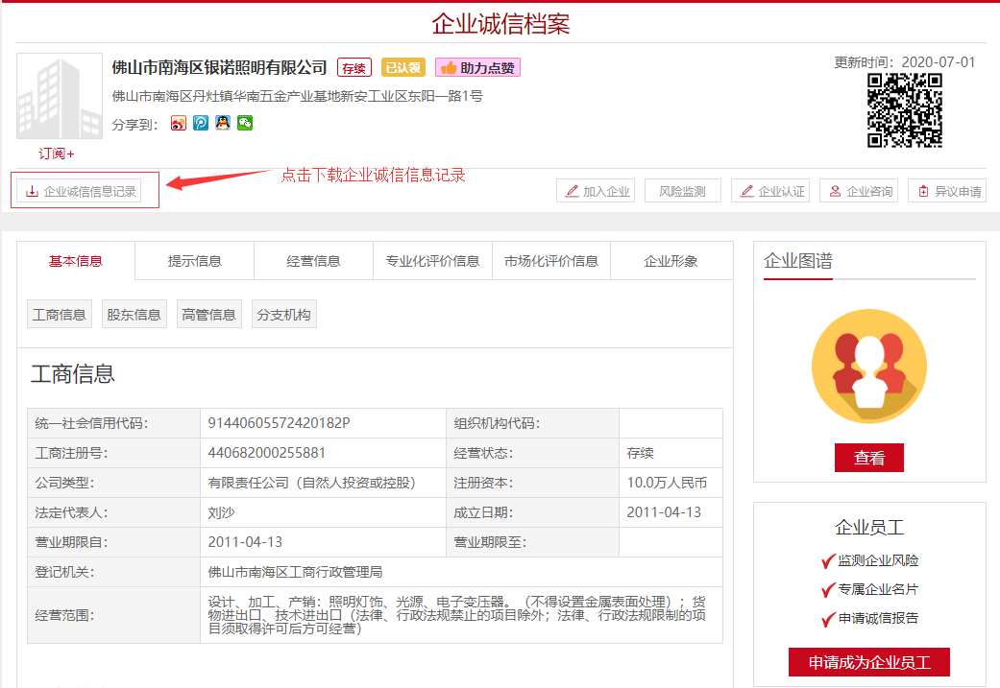 企业诚信档案
佛山市南海区银诺照明有限公司 存续 已认领 助力点赞
更新时间：2020-07-01
佛山市南海区丹灶镇华南五金产业基地新安工业区东阳一路1号
分享到：
订阅+
点击下载企业诚信信息记录
企业诚信信息记录
加入企业 风险监测 企业认证 企业咨询 异议申请
基本信息 提示信息 经营信息 专业化评价信息 市场化评价信息 企业形象
工商信息 股东信息 高管信息 分支机构
工商信息
统一社会信用代码： 91440605572420182P 组织机构代码：
工商注册号： 440682000255881 经营状态： 存续
公司类型： 有限责任公司（自然人投资或控股） 注册资本： 10.0万人民币
法定代表人： 刘沙 成立日期： 2011-04-13
营业期限自： 2011-04-13 营业期限至：
登记机关： 佛山市南海区工商行政管理局
经营范围： 设计、加工、产销：照明灯饰、光源、电子变压器。（不得设置金属表面处理）；货
物进出口、技术进出口（法律、行政法规禁止的项目除外；法律、行政法规限制的项
目须取得许可后方可经营）
企业图谱
查看
企业员工
监测企业风险
专属企业名片
申请诚信报告
申请成为企业员工